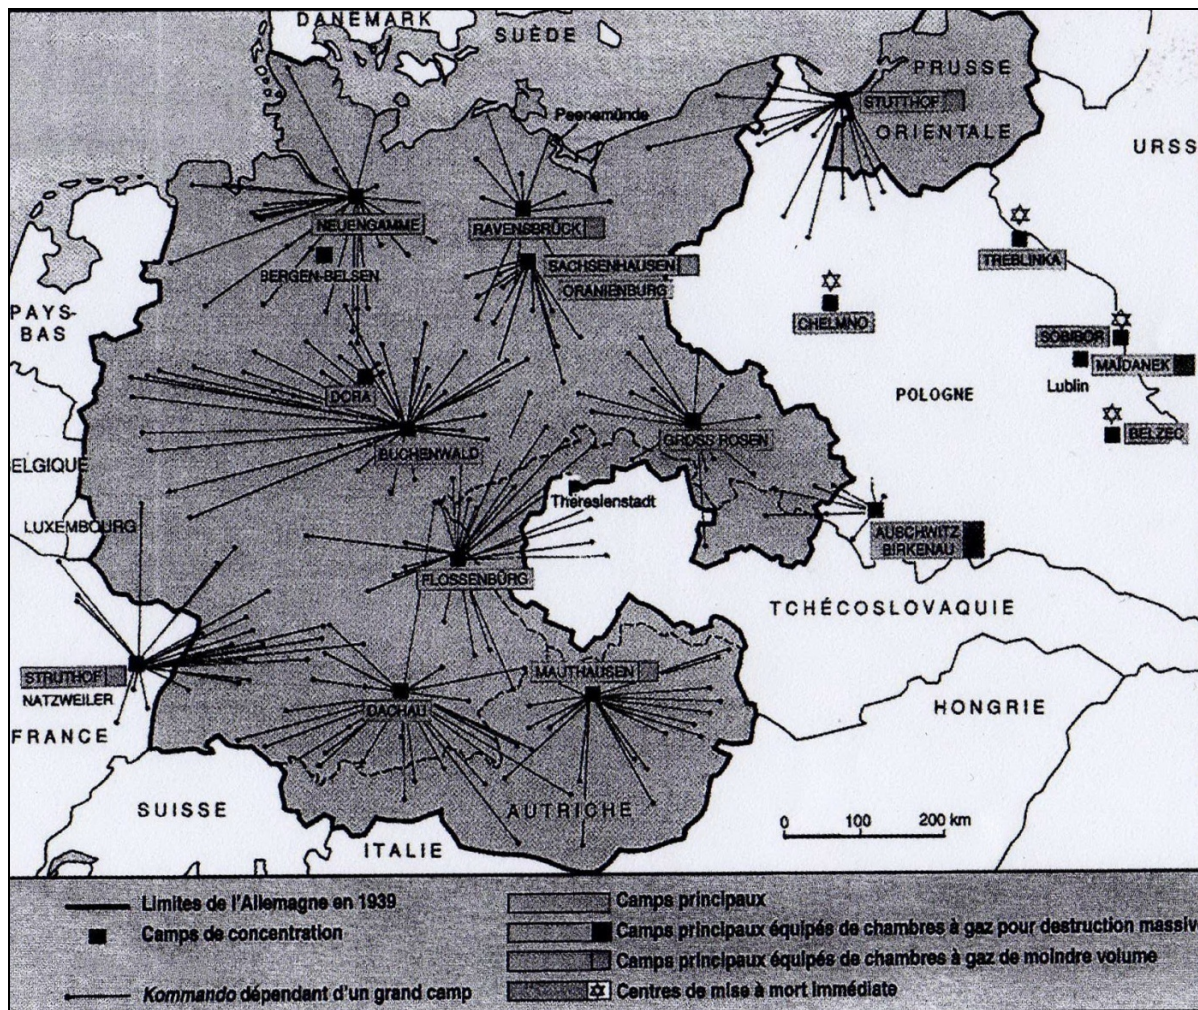 DANEMARK
SUÈDE
PRUSSE
STUTTHOF
ORIENTALE
Peenemünde
URSS
NEUENGAMME
RAVENSBRÜCK
BERGEN-BELSEN
SACHSENHAUSEN
ORANIENBURG
TREBLINKA
PAYS-
BAS
CHELMNO
SOBIBOR
MAÏDANEK
Lublin
DORA
POLOGNE
BELZEC
BUCHENWALD
GROSS ROSEN
BELGIQUE
Theresienstadt
LUXEMBOURG
AUSCHWITZ
BIRKENAU
FLOSSENBÜRG
TCHÉCOSLOVAQUIE
STRUTHOF
NATZWEILER
MAUTHAUSEN
DACHAU
HONGRIE
FRANCE
SUISSE
AUTRICHE
ITALIE
0 100 200 km
Limites de l'Allemagne en 1939
Camps de concentration
Kommando dépendant d'un grand camp
Camps principaux
Camps principaux équipés de chambres à gaz pour destruction massive
Camps principaux équipés de chambres à gaz de moindre volume
Centres de mise à mort immédiate